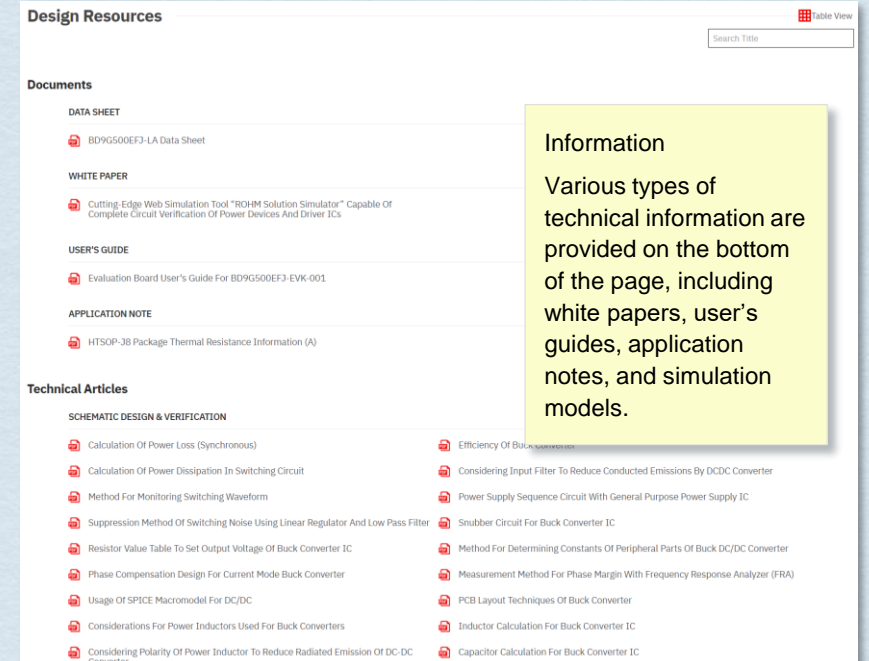 Design Resources
Table View
Search Title
Documents
DATA SHEET
BD9G500EFJ-LA Data Sheet
WHITE PAPER
Cutting-Edge Web Simulation Tool "ROHM Solution Simulator" Capable Of
Complete Circuit Verification Of Power Devices And Driver ICs
USER'S GUIDE
Evaluation Board User's Guide For BD9G500EFJ-EVK-001
APPLICATION NOTE
HTSOP-J8 Package Thermal Resistance Information (A)
Information
Various types of
technical information are
provided on the bottom
of the page, including
white papers, user's
guides, application
notes, and simulation
models.
Technical Articles
SCHEMATIC DESIGN & VERIFICATION
Calculation Of Power Loss (Synchronous)
Efficiency Of Buck Converter
Calculation Of Power Dissipation In Switching Circuit
Considering Input Filter To Reduce Conducted Emissions By DCDC Converter
Method For Monitoring Switching Waveform
Power Supply Sequence Circuit With General Purpose Power Supply IC
Suppression Method Of Switching Noise Using Linear Regulator And Low Pass Filter
Snubber Circuit For Buck Converter IC
Resistor Value Table To Set Output Voltage Of Buck Converter IC
Method For Determining Constants Of Peripheral Parts Of Buck DC/DC Converter
Phase Compensation Design For Current Mode Buck Converter
Measurement Method For Phase Margin With Frequency Response Analyzer (FRA)
Usage Of SPICE Macromodel For DC/DC
PCB Layout Techniques Of Buck Converter
Considerations For Power Inductors Used For Buck Converters
Inductor Calculation For Buck Converter IC
Considering Polarity Of Power Inductor To Reduce Radiated Emission Of DC-DC
Converter
Capacitor Calculation For Buck Converter IC